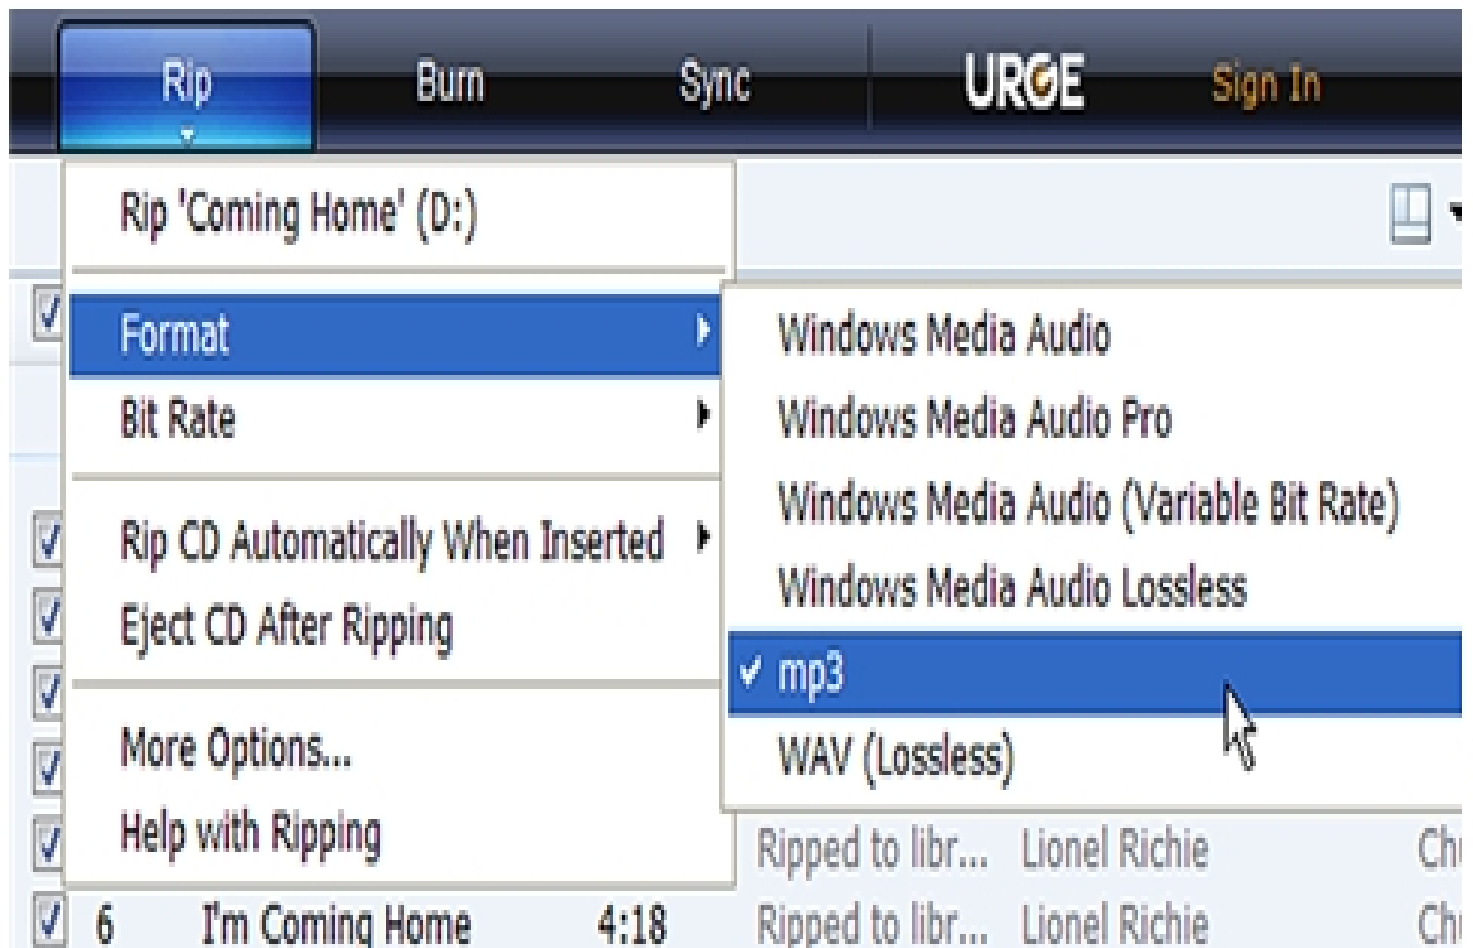 Rip Burn Sync URGE Sign In
Rip 'Coming Home' (D:)
Format
Bit Rate
Rip CD Automatically When Inserted
Eject CD After Ripping
More Options...
Help with Ripping
Windows Media Audio
Windows Media Audio Pro
Windows Media Audio (Variable Bit Rate)
Windows Media Audio Lossless
mp3
WAV (Lossless)
Ripped to libr... Lionel Richie
6 I'm Coming Home 4:18 Ripped to libr... Lionel Richie